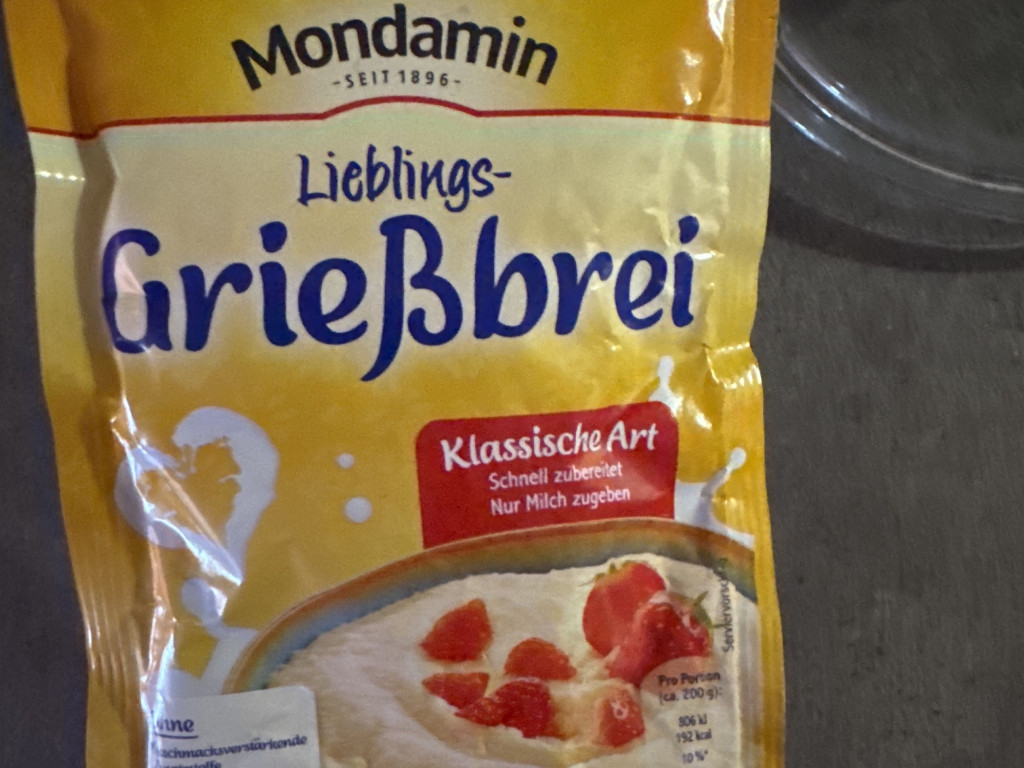 Mondamin
-SEIT 1896-
Lieblings-
Grießbrei
Klassische Art
Schnell zubereitet
Nur Milch zugeben
Pro Portion
(ca. 200 g):
806 kJ
192 kcal
10 %*